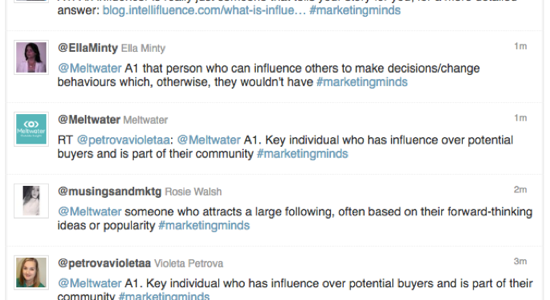 answer: blog.intellifluence.com/what-is-influe… #marketingminds
@EllaMinty Ella Minty 1m
@Meltwater A1 that person who can influence others to make decisions/change
behaviours which, otherwise, they wouldn't have #marketingminds
@Meltwater Meltwater 1m
Meltwater
RT @petrovavioletaa: @Meltwater A1. Key individual who has influence over potential
buyers and is part of their community #marketingminds
@musingsandmktg Rosie Walsh 2m
@Meltwater someone who attracts a large following, often based on their forward-thinking
ideas or popularity #marketingminds
@petrovavioletaa Violeta Petrova 3m
@Meltwater A1. Key individual who has influence over potential buyers and is part of their
community #marketingminds